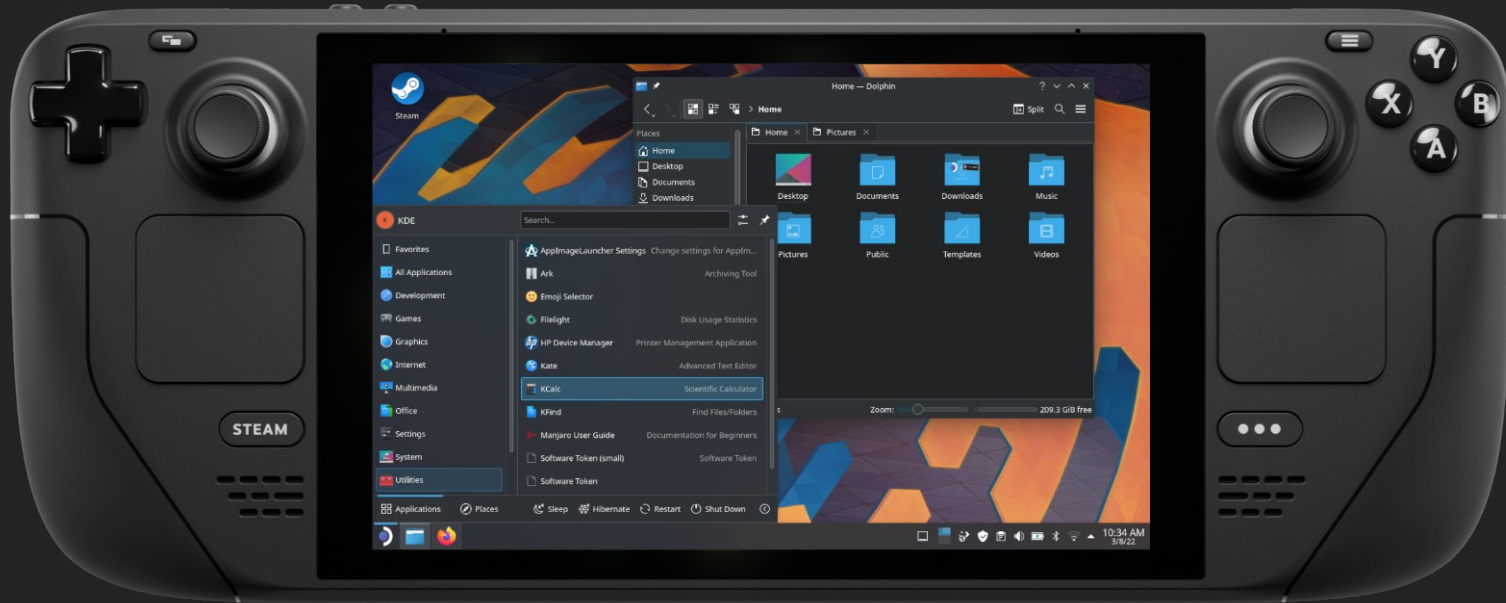 Y
X
B
A
STEAM
Steam
Home — Dolphin
Home
Split
Places
Home
Pictures
Home
Desktop
Documents
Downloads
Desktop
Documents
Downloads
Music
Pictures
Public
Templates
Videos
Zoom:
209.3 GiB free
K
KDE
Search...
Favorites
All Applications
Development
Games
Graphics
Internet
Multimedia
Office
Settings
System
Utilities
AppImageLauncher Settings Change settings for AppIm...
Ark Archiving Tool
Emoji Selector
Filelight Disk Usage Statistics
HP Device Manager Printer Management Application
Kate Advanced Text Editor
KCalc Scientific Calculator
KFind Find Files/Folders
Manjaro User Guide Documentation for Beginners
Software Token (small) Software Token
Software Token
Applications Places Sleep Hibernate Restart Shut Down
10:34 AM
3/8/22